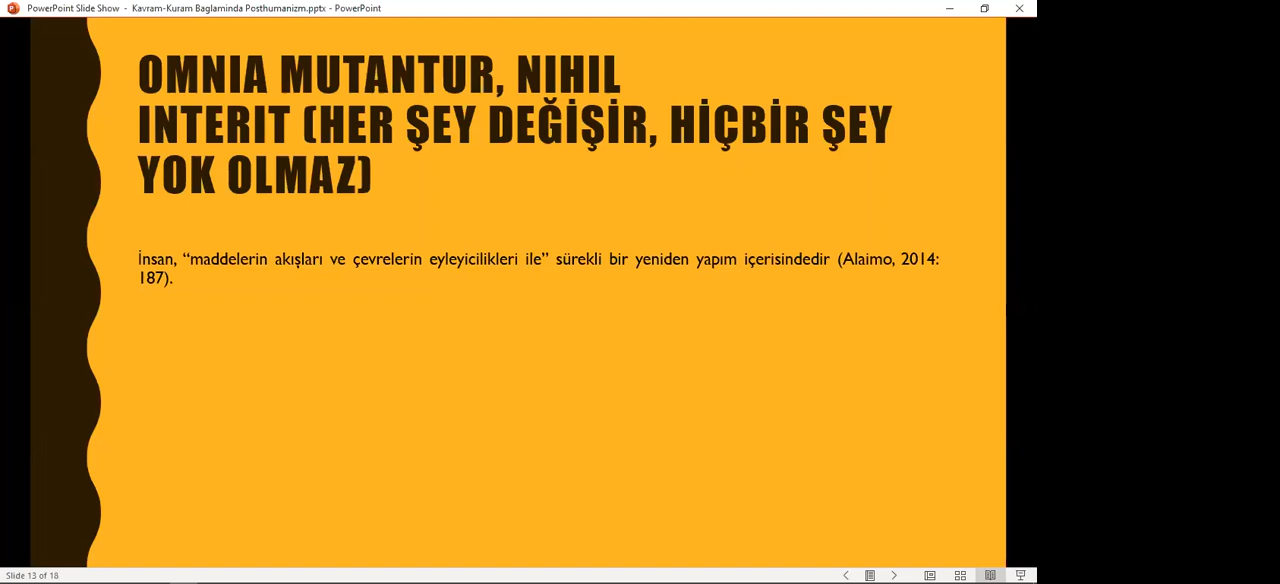 PowerPoint Slide Show - Kavram-Kuram Baglaminda Posthumanizm.pptx - PowerPoint
OMNIA MUTANTUR, NIHIL
INTERIT (HER ŞEY DEĞİŞİR, HİÇBİR ŞEY
YOK OLMAZ)
İnsan, “maddelerin akışları ve çevrelerin eyleyicilikleri ile” sürekli bir yeniden yapım içerisindedir (Alaimo, 2014:
187).
Slide 13 of 18